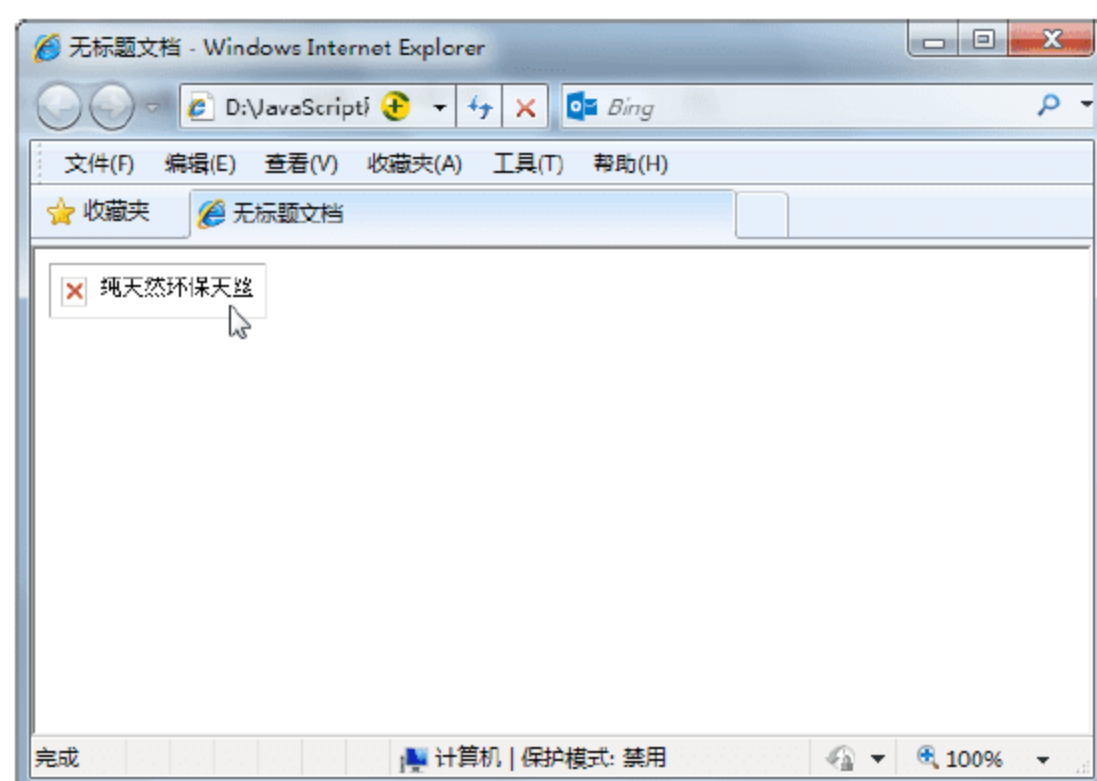 无标题文档 - Windows Internet Explorer
D:\JavaScript Bing
文件(F) 编辑(E) 查看(V) 收藏夹(A) 工具(T) 帮助(H)
收藏夹 无标题文档
纯天然环保天丝
完成 计算机 | 保护模式: 禁用 100%